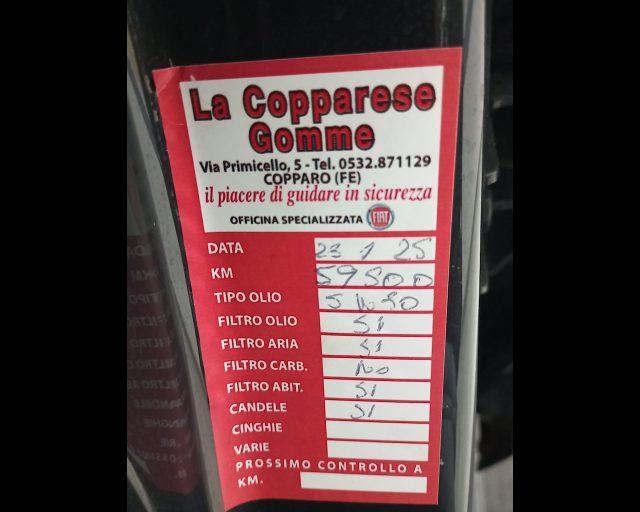 La Copparese
Gomme
Via Primicello, 5 - Tel. 0532.871129
COPPARO (FE)
il piacere di guidare in sicurezza
OFFICINA SPECIALIZZATA FIAT
DATA 23 1 25
KM 59500
TIPO OLIO 5W30
FILTRO OLIO SI
FILTRO ARIA SI
FILTRO CARB. No
FILTRO ABIT. SI
CANDELE SI
CINGHIE
VARIE
PROSSIMO CONTROLLO A
KM.